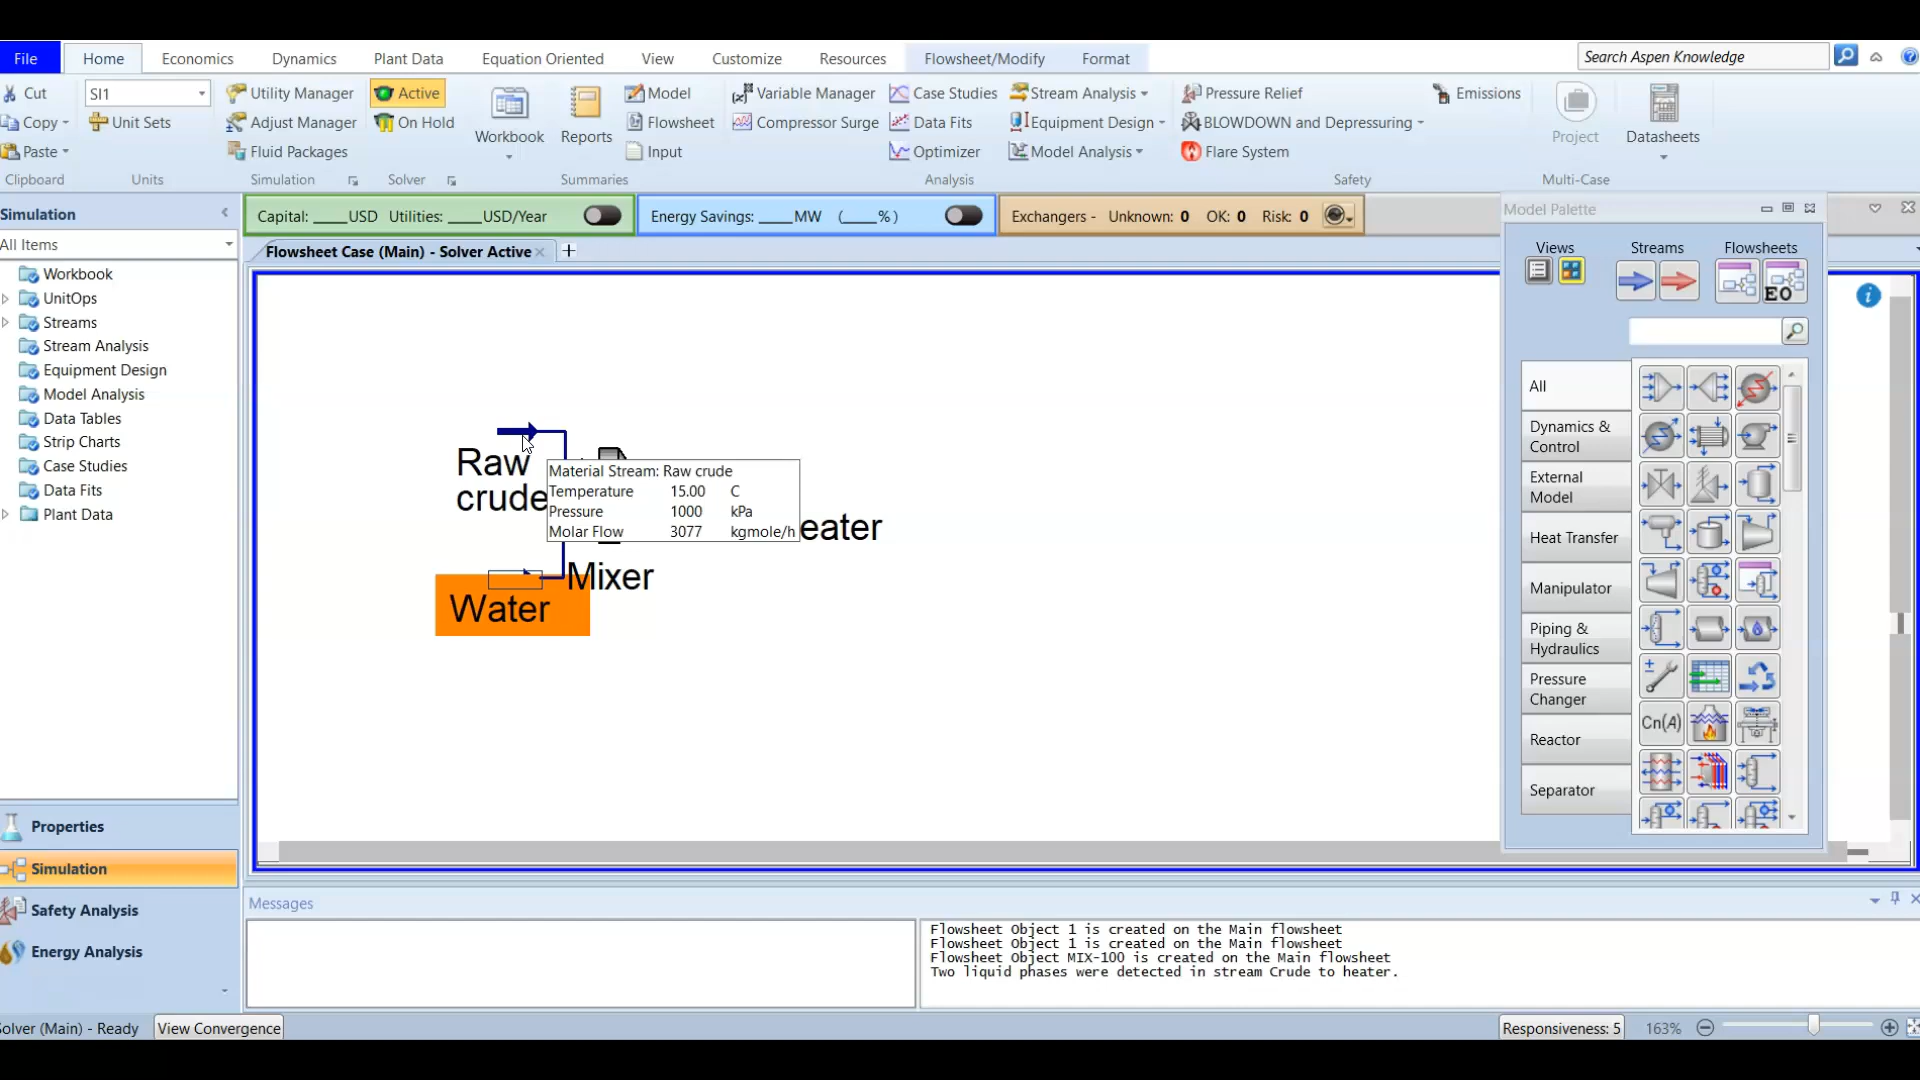 File Home Economics Dynamics Plant Data Equation Oriented View Customize Resources Flowsheet/Modify Format Search Aspen Knowledge
Cut SI1 Utility Manager Active Model Variable Manager Case Studies Stream Analysis Pressure Relief Emissions
Copy Unit Sets Adjust Manager On Hold Workbook Reports Flowsheet Compressor Surge Data Fits Equipment Design BLOWDOWN and Depressuring Project Datasheets
Paste Fluid Packages Input Optimizer Model Analysis Flare System
Clipboard Units Simulation Solver Summaries Analysis Safety Multi-Case
Simulation
All Items
Workbook
UnitOps
Streams
Stream Analysis
Equipment Design
Model Analysis
Data Tables
Strip Charts
Case Studies
Data Fits
Plant Data
Properties
Simulation
Safety Analysis
Energy Analysis
Capital: ____USD Utilities: ____USD/Year Energy Savings: ____MW (____%) Exchangers - Unknown: 0 OK: 0 Risk: 0
Flowsheet Case (Main) - Solver Active
Raw
crude
Material Stream: Raw crude
Temperature 15.00 C
Pressure 1000 kPa
Molar Flow 3077 kgmole/h
eater
Mixer
Water
Model Palette
Views Streams Flowsheets
EO
All
Dynamics &
Control
External
Model
Heat Transfer
Manipulator
Piping &
Hydraulics
Pressure
Changer
Reactor
Separator
Cn(A)
Messages
Flowsheet Object 1 is created on the Main flowsheet
Flowsheet Object 1 is created on the Main flowsheet
Flowsheet Object MIX-100 is created on the Main flowsheet
Two liquid phases were detected in stream Crude to heater.
Solver (Main) - Ready View Convergence Responsiveness: 5 163%